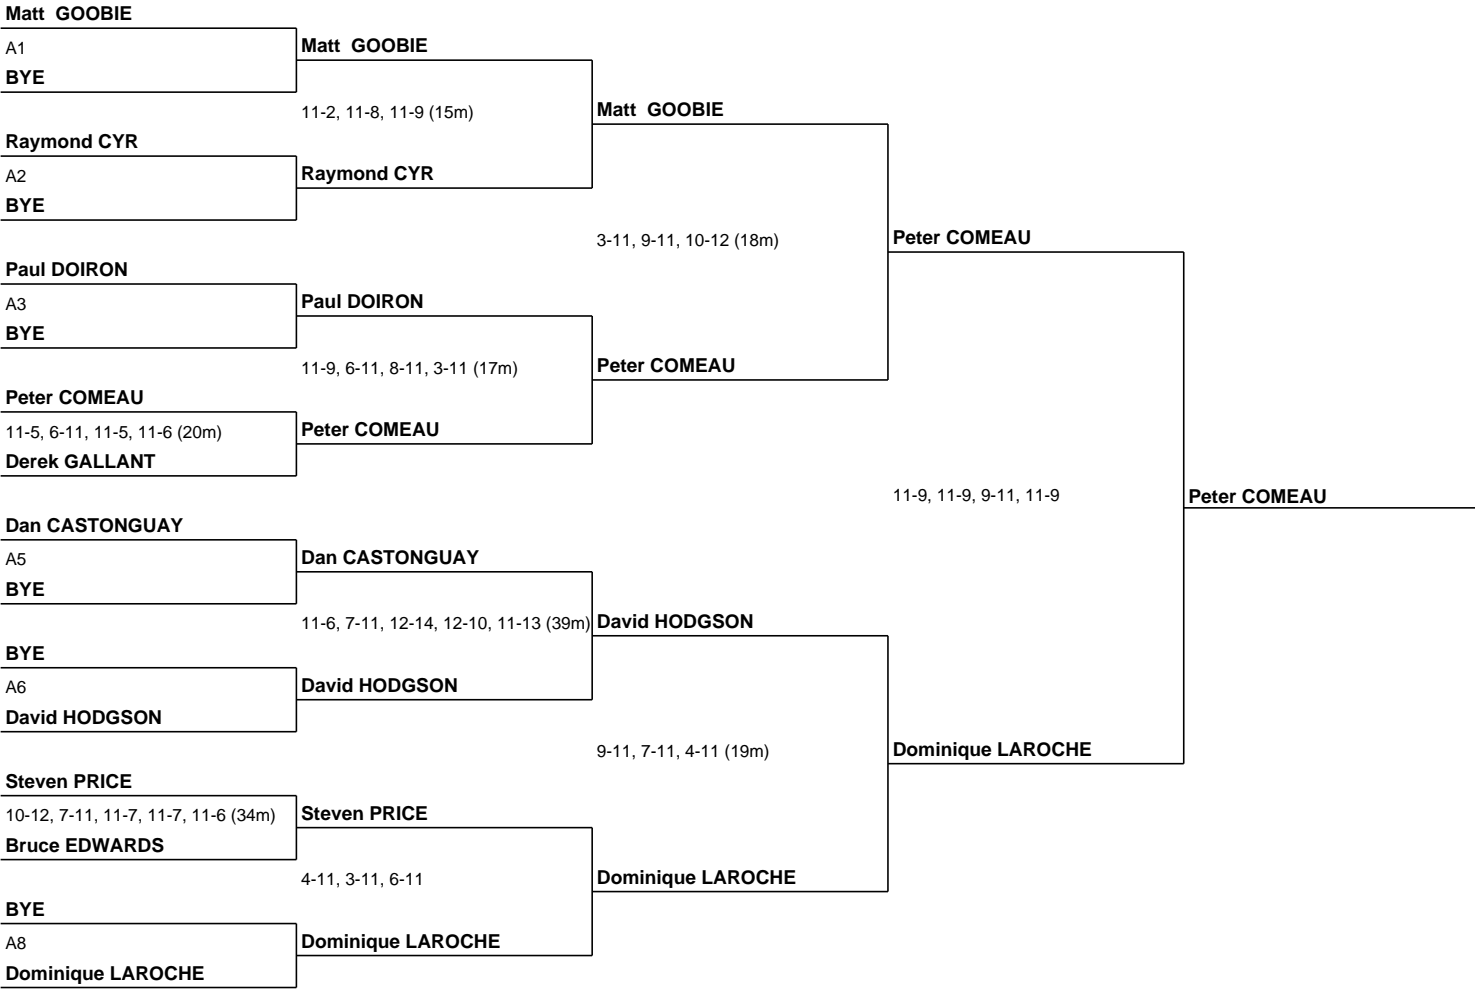 Matt  GOOBIE
A1
BYE
Raymond CYR
A2
BYE
Paul DOIRON
A3
BYE
Peter COMEAU
11-5, 6-11, 11-5, 11-6 (20m)
Derek GALLANT
Dan CASTONGUAY
A5
BYE
BYE
A6
David HODGSON
Steven PRICE
10-12, 7-11, 11-7, 11-7, 11-6 (34m)
Bruce EDWARDS
BYE
A8
Dominique LAROCHE
Matt  GOOBIE
11-2, 11-8, 11-9 (15m)
Raymond CYR
Paul DOIRON
11-9, 6-11, 8-11, 3-11 (17m)
Peter COMEAU
Dan CASTONGUAY
11-6, 7-11, 12-14, 12-10, 11-13 (39m)
David HODGSON
Steven PRICE
4-11, 3-11, 6-11
Dominique LAROCHE
Matt  GOOBIE
3-11, 9-11, 10-12 (18m)
Peter COMEAU
David HODGSON
9-11, 7-11, 4-11 (19m)
Dominique LAROCHE
Peter COMEAU
11-9, 11-9, 9-11, 11-9
Dominique LAROCHE
Peter COMEAU